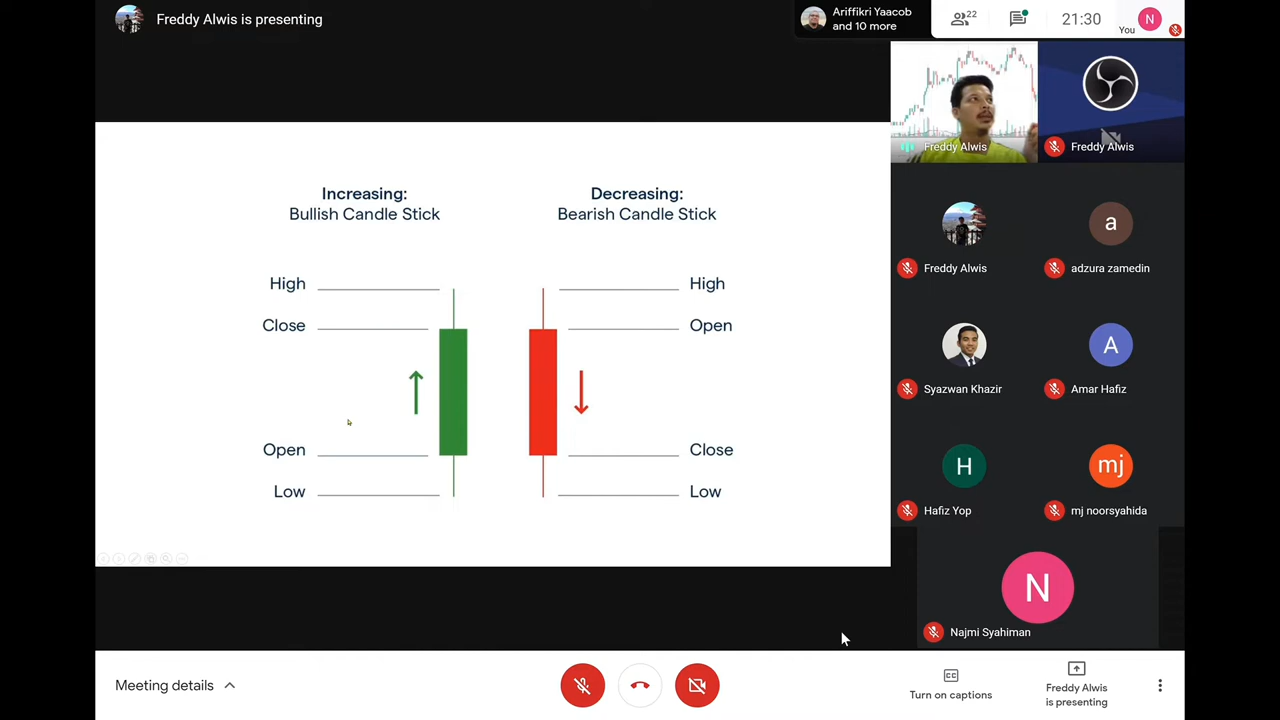 Freddy Alwis is presenting
Ariffikri Yaacob
and 10 more
22
21:30
You
N
Increasing:
Bullish Candle Stick
Decreasing:
Bearish Candle Stick
High
Close
Open
Low
High
Open
Close
Low
Freddy Alwis
Freddy Alwis
Freddy Alwis
a
adzura zamedin
Syazwan Khazir
A
Amar Hafiz
H
Hafiz Yop
mj
mj noorsyahida
N
Najmi Syahiman
Meeting details
CC
Turn on captions
Freddy Alwis
is presenting